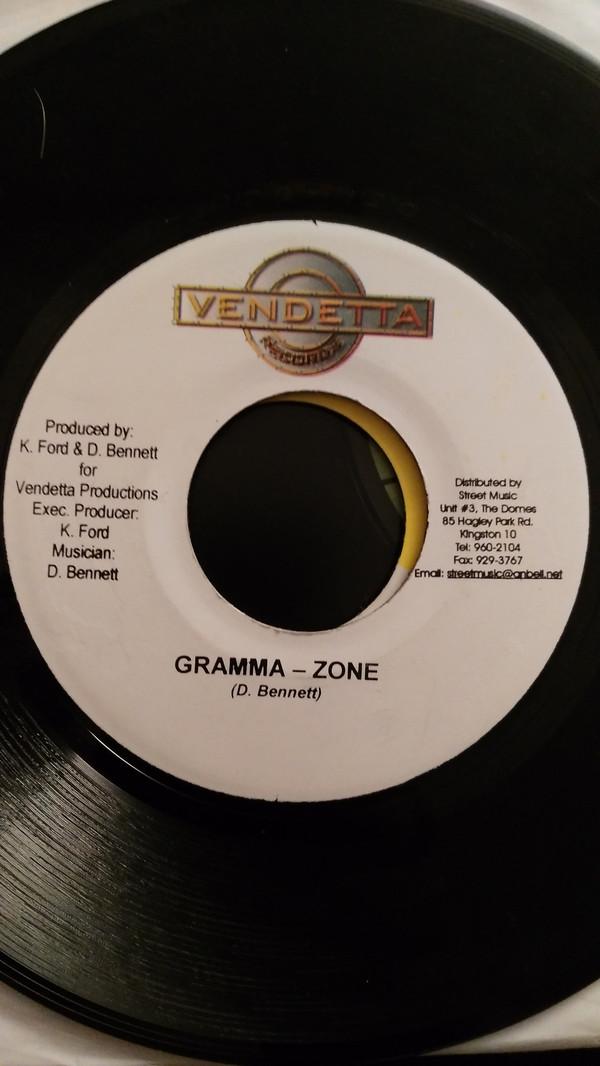 VENDETTA
RECORDS
Produced by:
K. Ford & D. Bennett
for
Vendetta Productions
Exec. Producer:
K. Ford
Musician:
D. Bennett
Distributed by
Street Music
Unit #3, The Domes
85 Hagley Park Rd.
Kingston 10
Tel: 960-2104
Fax: 929-3767
Email: streetmusic@anbell.net
GRAMMA – ZONE
(D. Bennett)